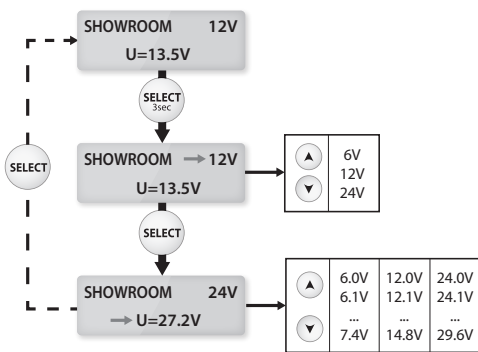 SHOWROOM 12V
U=13.5V
SELECT
3sec
SELECT
SHOWROOM → 12V
U=13.5V
6V
12V
24V
SELECT
SHOWROOM 24V
→ U=27.2V
6.0V 12.0V 24.0V
6.1V 12.1V 24.1V
... ... ...
7.4V 14.8V 29.6V